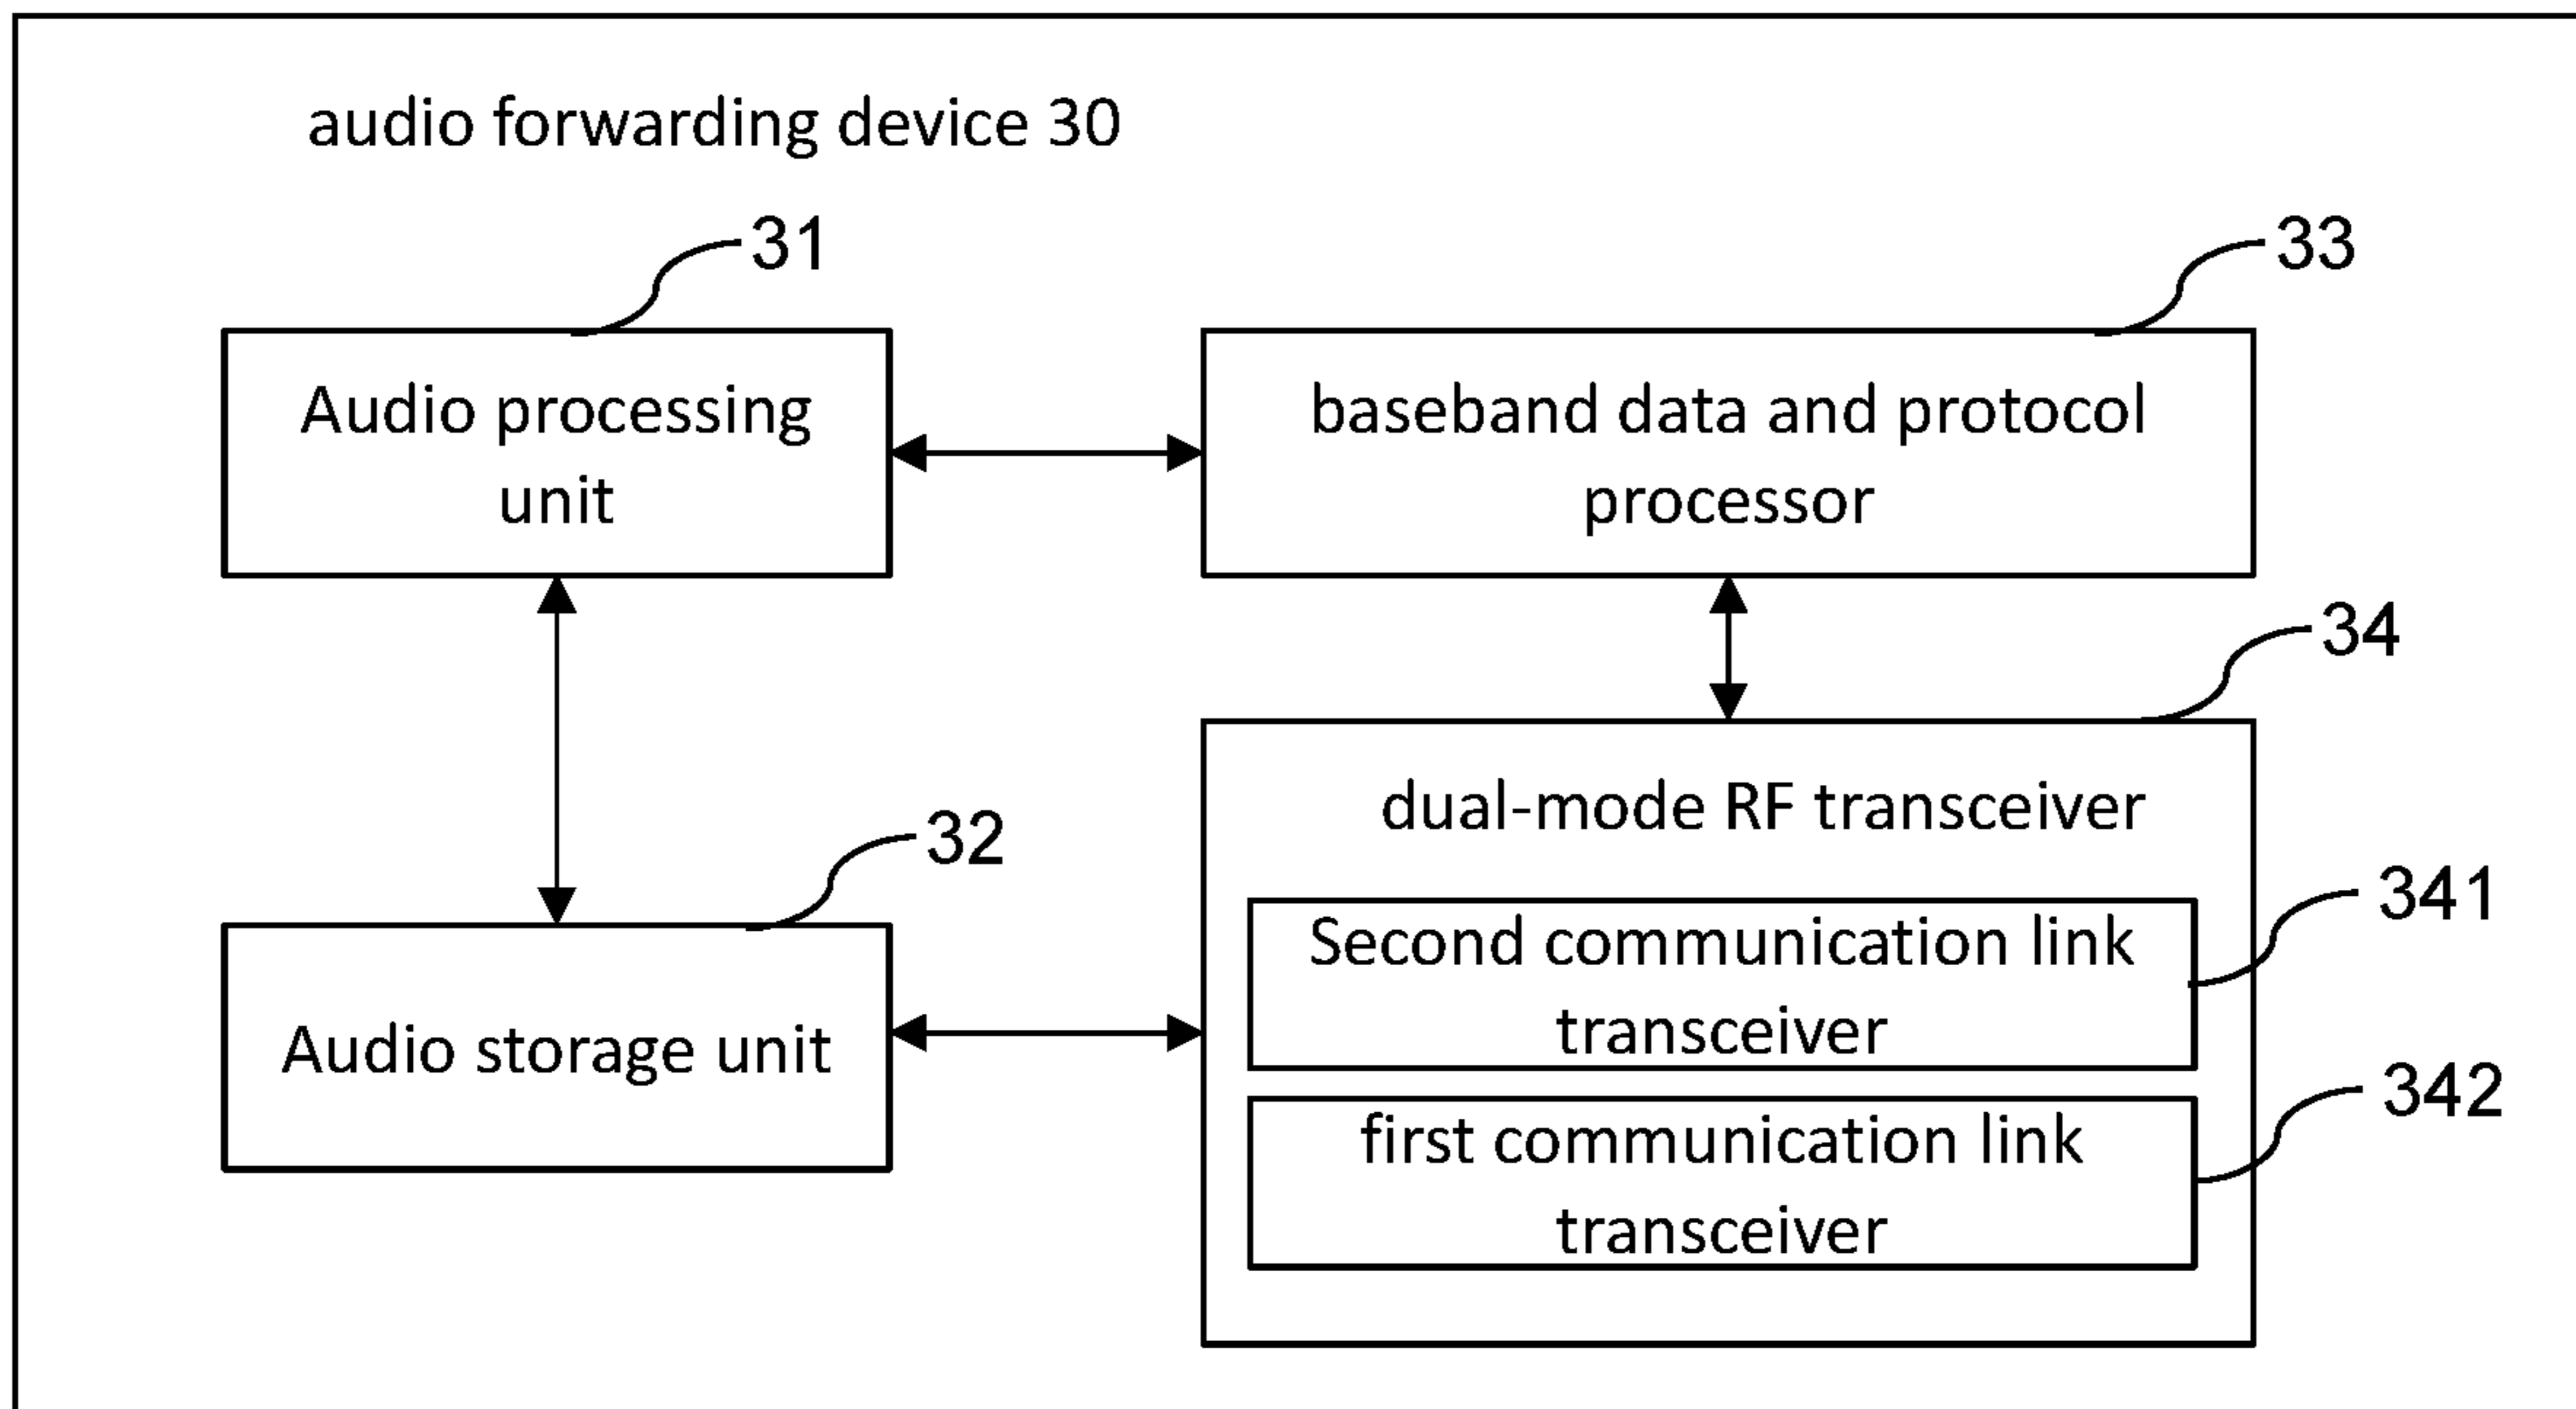 audio forwarding device 30
31
33
Audio processing
unit
baseband data and protocol
processor
34
dual-mode RF transceiver
32
341
Second communication link
transceiver
Audio storage unit
342
first communication link
transceiver